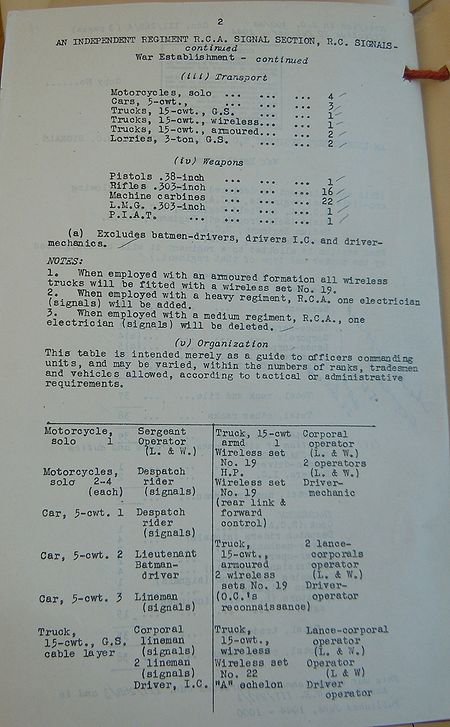 2
AN INDEPENDENT REGIMENT R.C.A. SIGNAL SECTION, R.C. SIGNALS-
continued
War Establishment - continued
(iii) Transport
Motorcycles, solo ... ... ... 4
Cars, 5-cwt., ... ... ... 3
Trucks, 15-cwt., G.S. ... ... 1
Trucks, 15-cwt., wireless... ... 1
Trucks, 15-cwt., armoured... ... 2
Lorries, 3-ton, G.S. ... ... 2
(iv) Weapons
Pistols .38-inch ... ... ... 1
Rifles .303-inch ... ... ... 16
Machine carbines ... ... ... 22
L.M.G. .303-inch ... ... ... 1
P.I.A.T. ... ... ... 1
(a) Excludes batmen-drivers, drivers I.C. and driver-
mechanics.
NOTES:
1. When employed with an armoured formation all wireless
trucks will be fitted with a wireless set No. 19.
2. When employed with a heavy regiment, R.C.A. one electrician
(signals) will be added.
3. When employed with a medium regiment, R.C.A., one
electrician (signals) will be deleted.
(v) Organization
This table is intended merely as a guide to officers commanding
units, and may be varied, within the numbers of ranks, tradesmen
and vehicles allowed, according to tactical or administrative
requirements.
Motorcycle, Sergeant
solo 1 Operator
(L. & W.)
Motorcycles, Despatch
solo 2-4 rider
(each) (signals)
Car, 5-cwt. 1 Despatch
rider
(signals)
Car, 5-cwt. 2 Lieutenant
Batman-
driver
Car, 5-cwt. 3 Lineman
(signals)
Truck, Corporal
15-cwt., G.S. lineman
cable layer (signals)
2 lineman
(signals)
Driver, I.C.
Truck, 15-cwt Corporal
armd 1 operator
Wireless set (L. & W.)
No. 19 2 operators
H.P. (L. & W.)
Wireless set Driver-
No. 19 mechanic
(rear link &
forward
control)
Truck, 2 lance-
15-cwt., corporals
armoured operator
2 wireless (L. & W.)
sets No. 19 Driver-
(O.C.'s operator
reconnaissance)
Truck, Lance-corporal
15-cwt., operator
wireless (L. & W.)
Wireless set Operator
No. 22 (L. & W)
"A" echelon Driver
operator